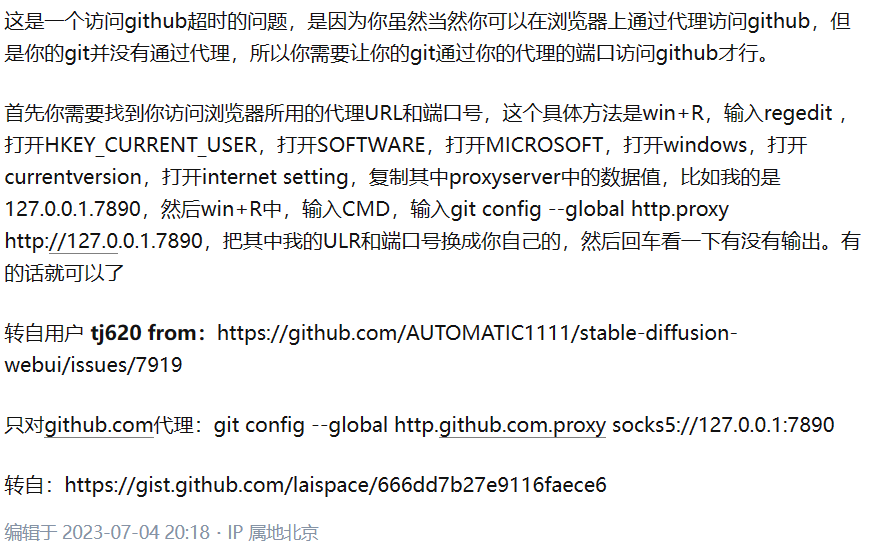 这是一个访问github超时的问题，是因为你虽然当然你可以在浏览器上通过代理访问github，但
是你的git并没有通过代理，所以你需要让你的git通过你的代理的端口访问github才行。
首先你需要找到你访问浏览器所用的代理URL和端口号，这个具体方法是win+R，输入regedit ，
打开HKEY_CURRENT_USER，打开SOFTWARE，打开MICROSOFT，打开windows，打开
currentversion，打开internet setting，复制其中proxyserver中的数据值，比如我的是
127.0.0.1.7890，然后win+R中，输入CMD，输入git config --global http.proxy
http://127.0.0.1.7890，把其中我的ULR和端口号换成你自己的，然后回车看一下有没有输出。有
的话就可以了
转自用户 tj620 from：https://github.com/AUTOMATIC1111/stable-diffusion-
webui/issues/7919
只对github.com代理：git config --global http.github.com.proxy socks5://127.0.0.1:7890
转自：https://gist.github.com/laispace/666dd7b27e9116faece6
编辑于 2023-07-04 20:18 · IP 属地北京